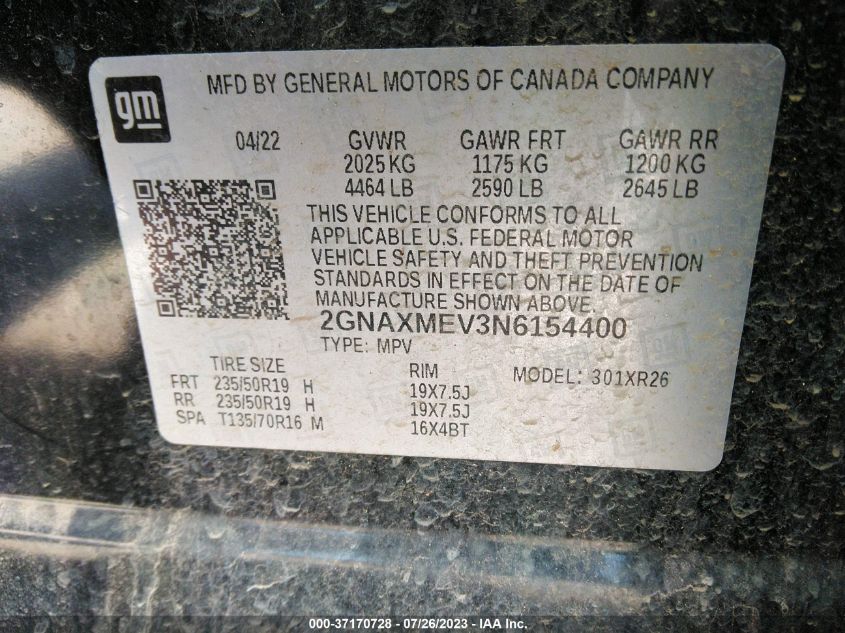 MFD BY GENERAL MOTORS OF CANADA COMPANY
gm
04/22 GVWR GAWR FRT GAWR RR
2025 KG 1175 KG 1200 KG
4464 LB 2590 LB 2645 LB
THIS VEHICLE CONFORMS TO ALL
APPLICABLE U.S. FEDERAL MOTOR
VEHICLE SAFETY AND THEFT PREVENTION
STANDARDS IN EFFECT ON THE DATE OF
MANUFACTURE SHOWN ABOVE.
2GNAXMEV3N6154400
TYPE: MPV
TIRE SIZE RIM MODEL: 301XR26
FRT 235/50R19 H 19X7.5J
RR 235/50R19 H 19X7.5J
SPA T135/70R16 M 16X4BT
000-37170728 - 07/26/2023 - IAA Inc.